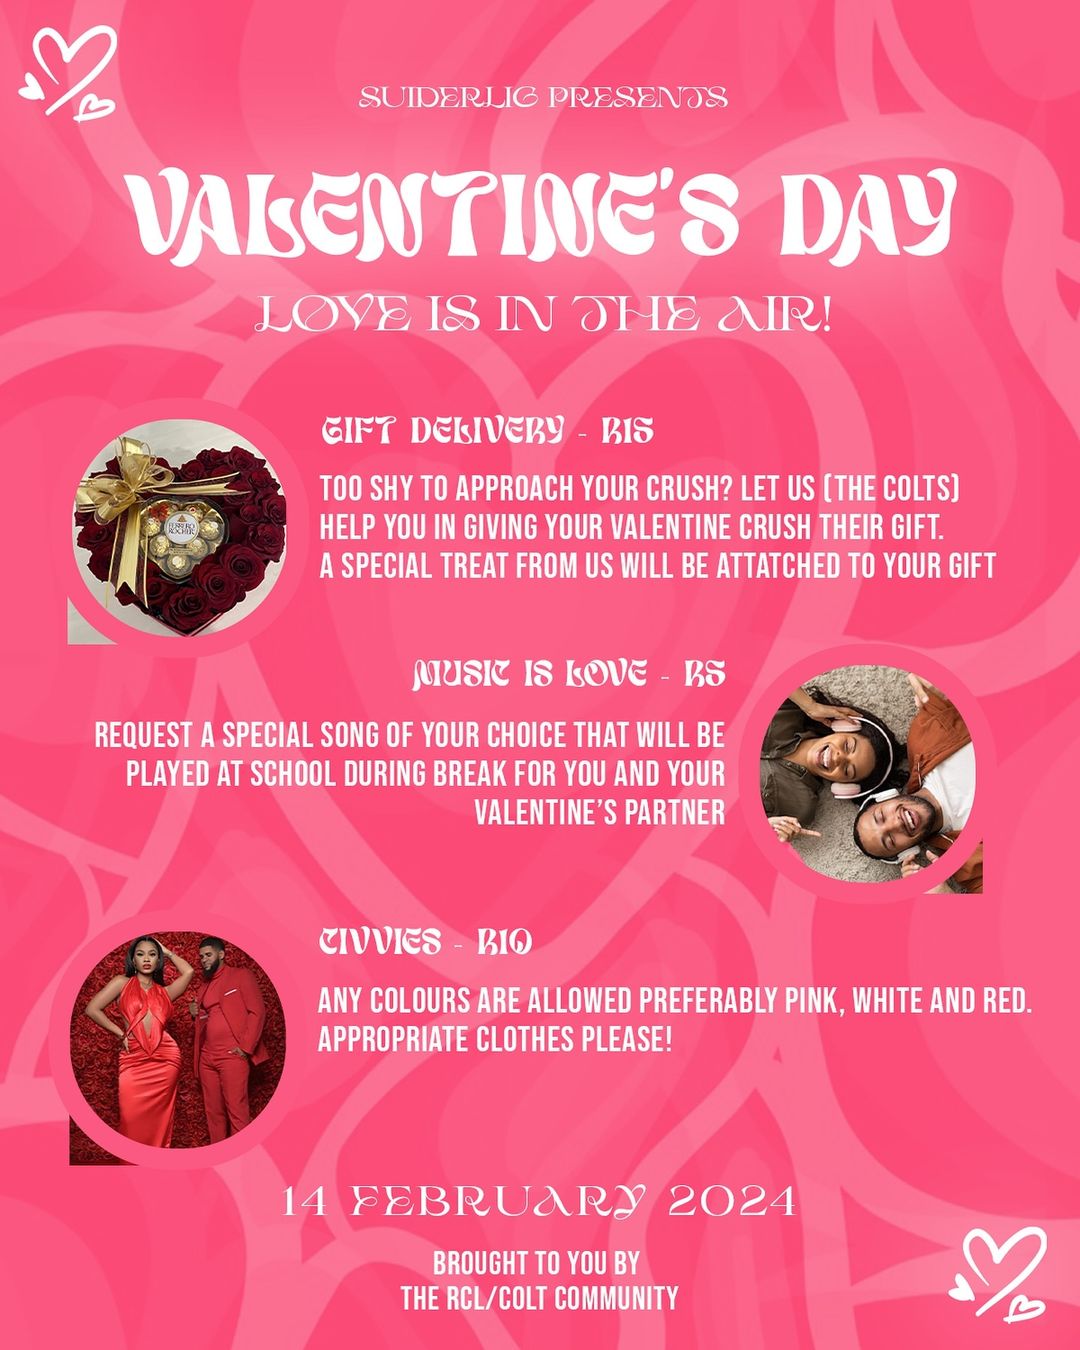 SUIDERLIG PRESENTS
VALENTINE'S DAY
LOVE IS IN THE AIR!
GIFT DELIVERY - R15
TOO SHY TO APPROACH YOUR CRUSH? LET US (THE COLTS)
HELP YOU IN GIVING YOUR VALENTINE CRUSH THEIR GIFT.
A SPECIAL TREAT FROM US WILL BE ATTATCHED TO YOUR GIFT
FERRERO
ROCHER
MUSIC IS LOVE - R5
REQUEST A SPECIAL SONG OF YOUR CHOICE THAT WILL BE
PLAYED AT SCHOOL DURING BREAK FOR YOU AND YOUR
VALENTINE'S PARTNER
CIVVIES - R10
ANY COLOURS ARE ALLOWED PREFERABLY PINK, WHITE AND RED.
APPROPRIATE CLOTHES PLEASE!
14 FEBRUARY 2024
BROUGHT TO YOU BY
THE RCL/COLT COMMUNITY